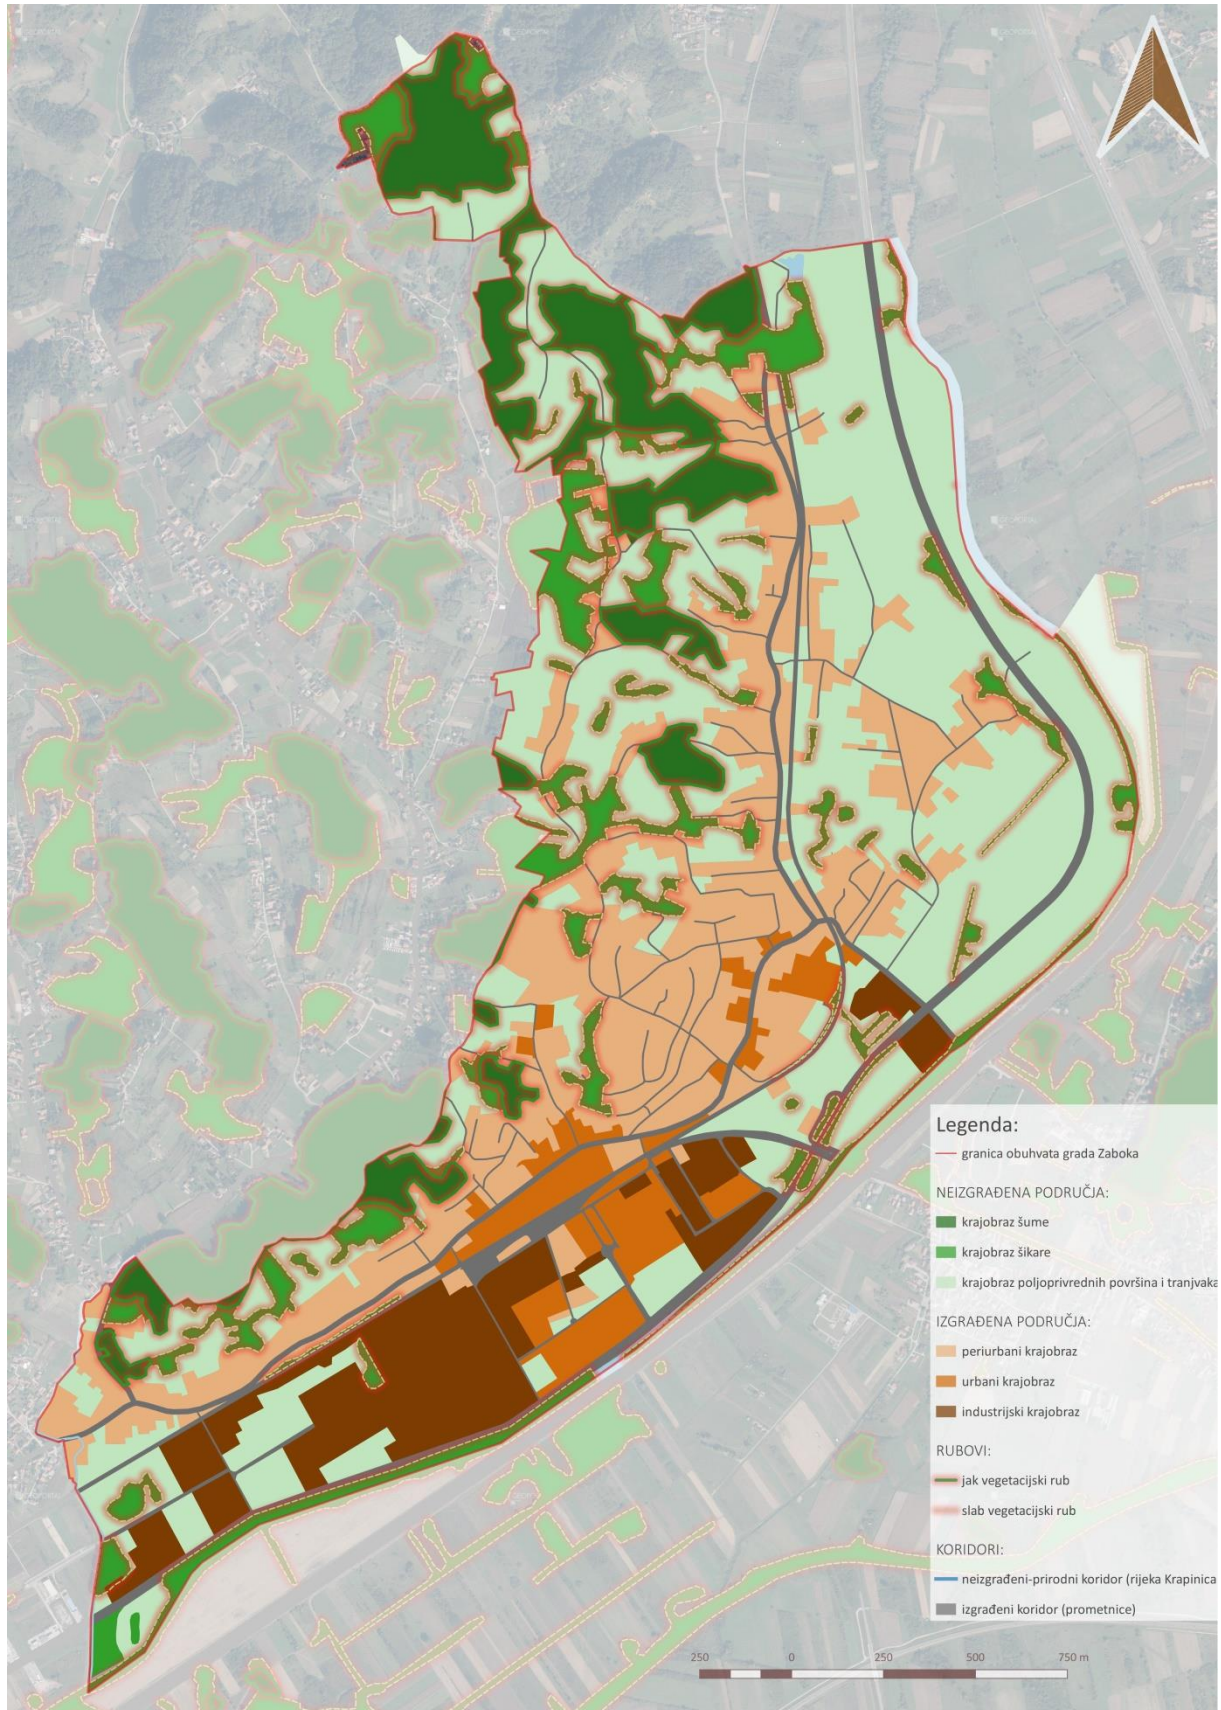 Legenda:
granica obuhvata grada Zaboka
NEIZGRAĐENA PODRUČJA:
krajobraz šume
krajobraz šikare
krajobraz poljoprivrednih površina i tranjvaka
IZGRAĐENA PODRUČJA:
periurbani krajobraz
urbani krajobraz
industrijski krajobraz
RUBOVI:
jak vegetacijski rub
slab vegetacijski rub
KORIDORI:
neizgrađeni-prirodni koridor (rijeka Krapinica
izgrađeni koridor (prometnice)
250 0 250 500 750 m